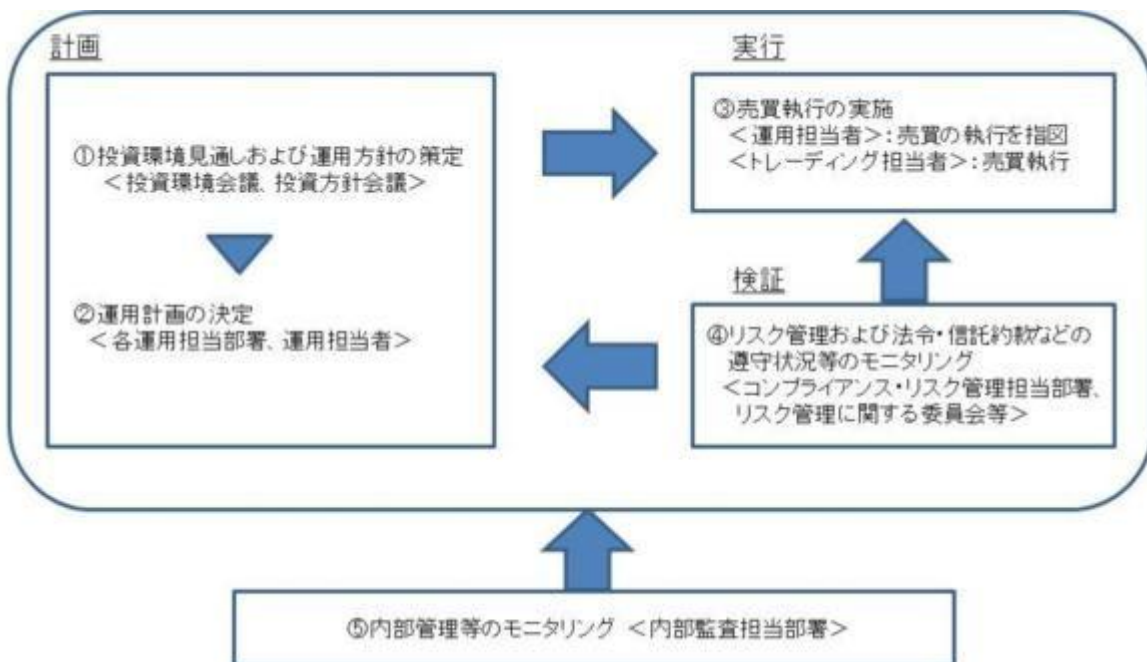 計画
①投資環境見通しおよび運用方針の策定
＜投資環境会議、投資方針会議＞
②運用計画の決定
＜各運用担当部署、運用担当者＞
実行
③売買執行の実施
＜運用担当者＞：売買の執行を指図
＜トレーディング担当者＞：売買執行
検証
④リスク管理および法令・信託約款などの
遵守状況等のモニタリング
＜コンプライアンス・リスク管理担当部署、
リスク管理に関する委員会等＞
⑤内部管理等のモニタリング ＜内部監査担当部署＞